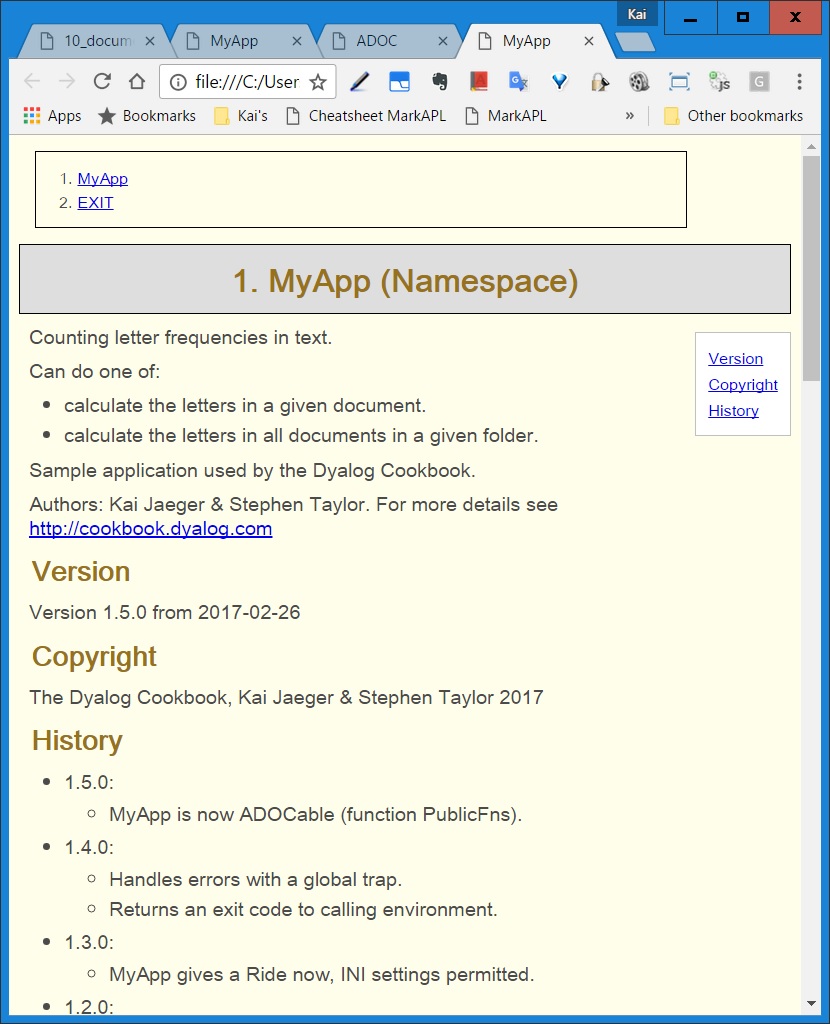 Kai
10_docum
MyApp
ADOC
MyApp
file:///C:/User
Apps
Bookmarks
Kai's
Cheatsheet MarkAPL
MarkAPL
»
Other bookmarks
1. MyApp
2. EXIT
1. MyApp (Namespace)
Counting letter frequencies in text.
Can do one of:
• calculate the letters in a given document.
• calculate the letters in all documents in a given folder.
Sample application used by the Dyalog Cookbook.
Authors: Kai Jaeger & Stephen Taylor. For more details see
http://cookbook.dyalog.com
Version
Copyright
History
Version
Version 1.5.0 from 2017-02-26
Copyright
The Dyalog Cookbook, Kai Jaeger & Stephen Taylor 2017
History
• 1.5.0:
◦ MyApp is now ADOCable (function PublicFns).
• 1.4.0:
◦ Handles errors with a global trap.
◦ Returns an exit code to calling environment.
• 1.3.0:
◦ MyApp gives a Ride now, INI settings permitted.
• 1.2.0: